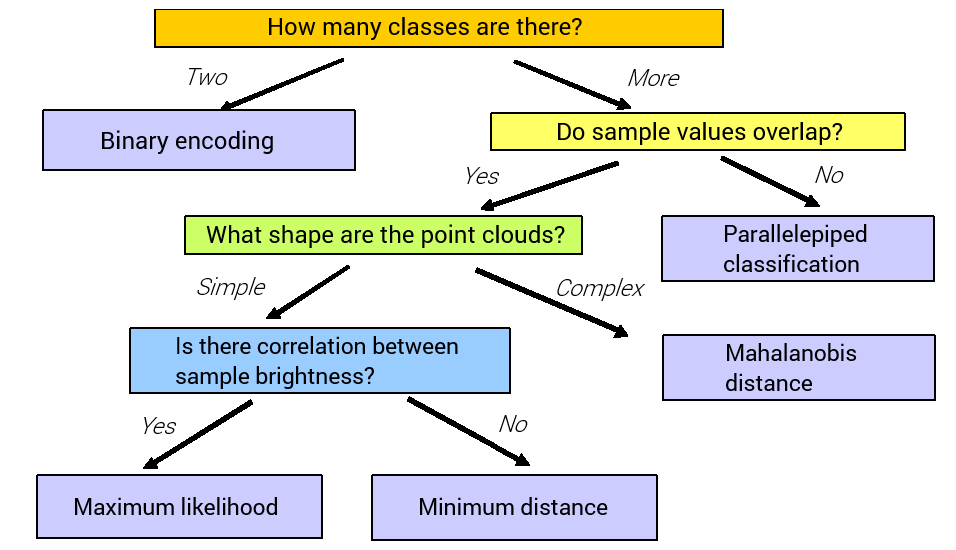 How many classes are there?
Two
More
Binary encoding
Do sample values overlap?
Yes
No
What shape are the point clouds?
Parallelepiped
classification
Simple
Complex
Is there correlation between
sample brightness?
Mahalanobis
distance
Yes
No
Maximum likelihood
Minimum distance